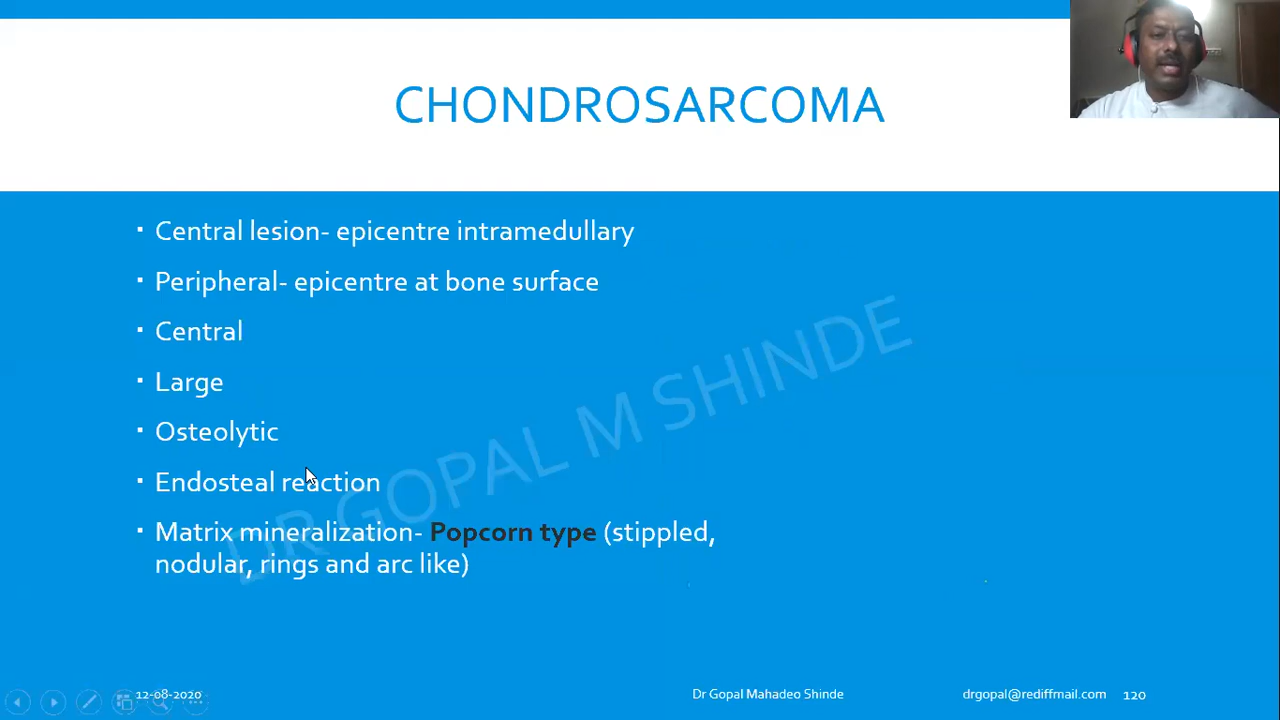 CHONDROSARCOMA
Central lesion- epicentre intramedullary
Peripheral- epicentre at bone surface
Central
Large
Osteolytic
Endosteal reaction
Matrix mineralization- Popcorn type (stippled,
nodular, rings and arc like)
DR GOPAL M SHINDE
12-08-2020
Dr Gopal Mahadeo Shinde
drgopal@rediffmail.com
120